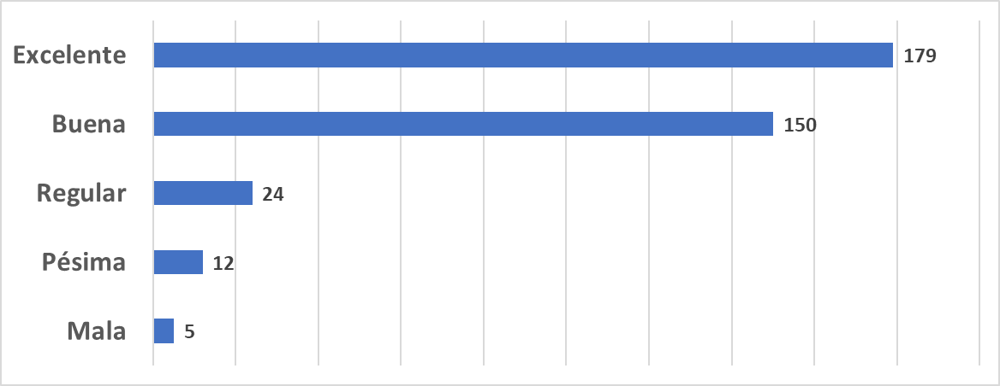 Excelente 179
Buena 150
Regular 24
Pésima 12
Mala 5